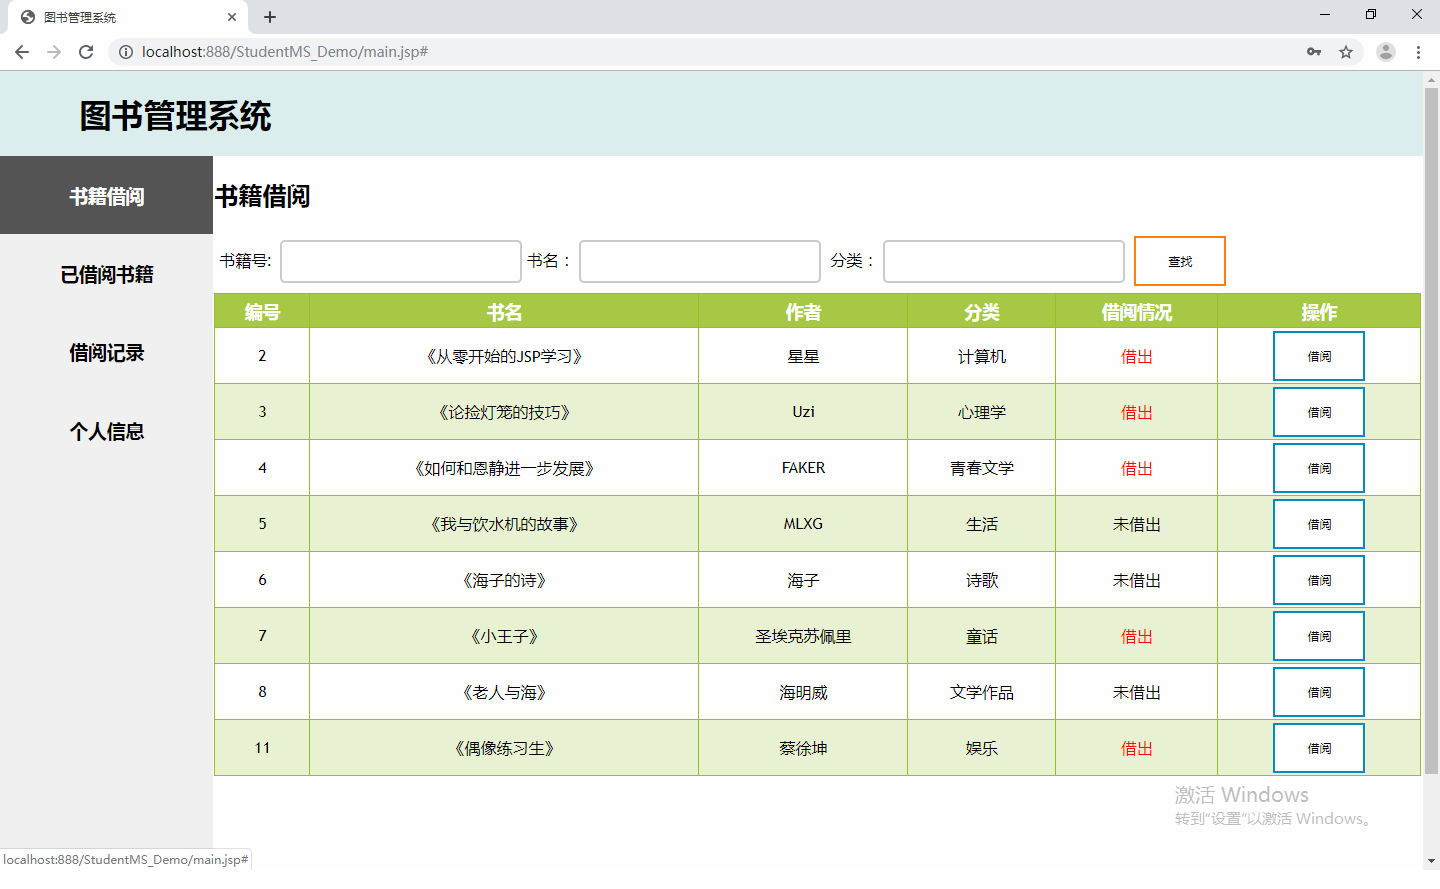 图书管理系统
localhost:888/StudentMS_Demo/main.jsp#
图书管理系统
书籍借阅
已借阅书籍
借阅记录
个人信息
书籍借阅
书籍号: 书名： 分类： 查找
编号 书名 作者 分类 借阅情况 操作
2 《从零开始的JSP学习》 星星 计算机 借出 借阅
3 《论捡灯笼的技巧》 Uzi 心理学 借出 借阅
4 《如何和恩静进一步发展》 FAKER 青春文学 借出 借阅
5 《我与饮水机的故事》 MLXG 生活 未借出 借阅
6 《海子的诗》 海子 诗歌 未借出 借阅
7 《小王子》 圣埃克苏佩里 童话 借出 借阅
8 《老人与海》 海明威 文学作品 未借出 借阅
11 《偶像练习生》 蔡徐坤 娱乐 借出 借阅
激活 Windows
转到"设置"以激活 Windows。
localhost:888/StudentMS_Demo/main.jsp#